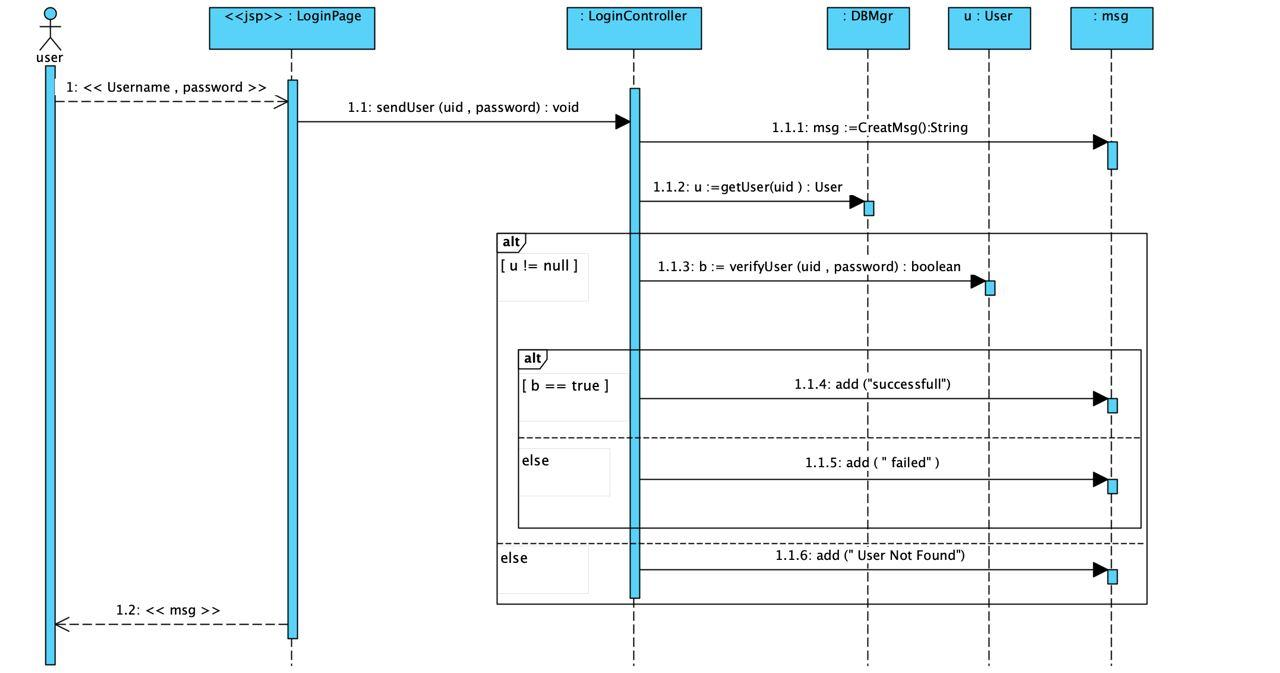 <<jsp>> : LoginPage
: LoginController
: DBMgr
u : User
: msg
user
1: << Username , password >>
1.1: sendUser (uid , password) : void
1.1.1: msg :=CreatMsg():String
1.1.2: u :=getUser(uid ) : User
alt
[ u != null ]
1.1.3: b := verifyUser (uid , password) : boolean
alt
[ b == true ]
1.1.4: add ("successfull")
else
1.1.5: add ( " failed" )
else
1.1.6: add (" User Not Found")
1.2: << msg >>